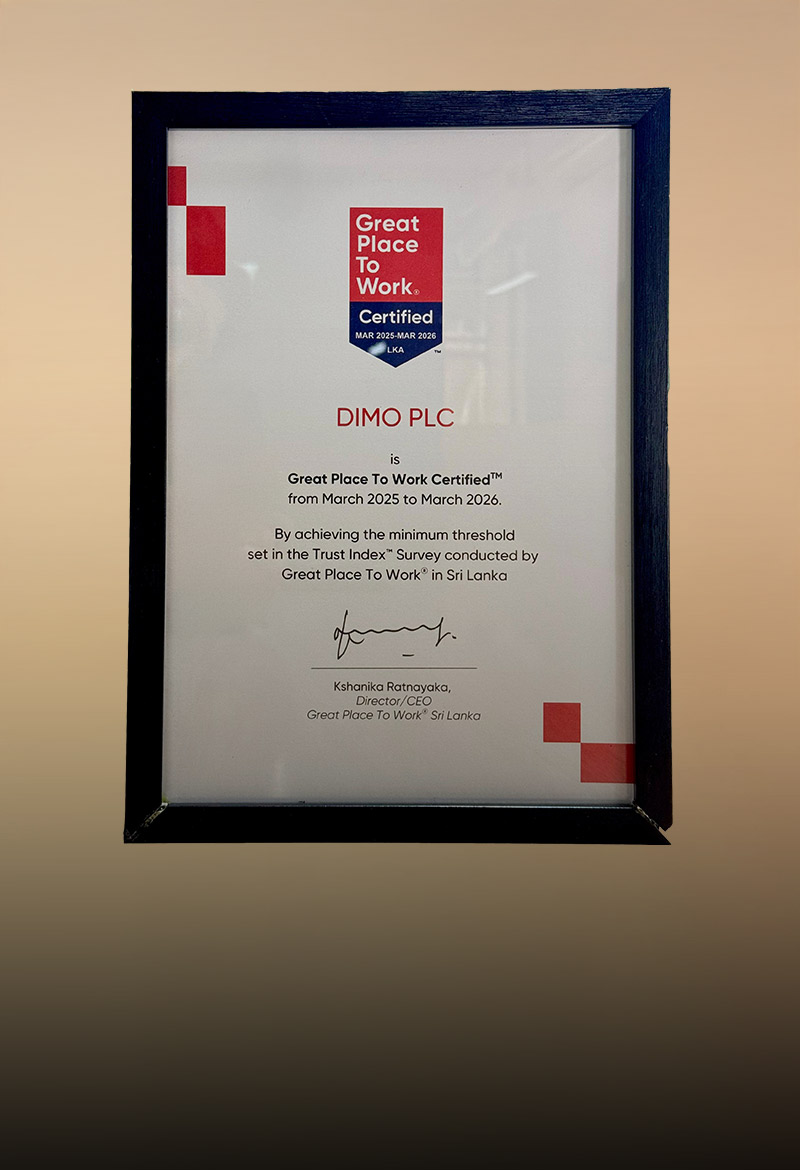 Great
Place
To
Work®
Certified
MAR 2025-MAR 2026
LKA
™
DIMO PLC
is
Great Place To Work Certified™
from March 2025 to March 2026.
By achieving the minimum threshold
set in the Trust Index™ Survey conducted by
Great Place To Work® in Sri Lanka
Kshanika Ratnayaka,
Director/CEO
Great Place To Work® Sri Lanka